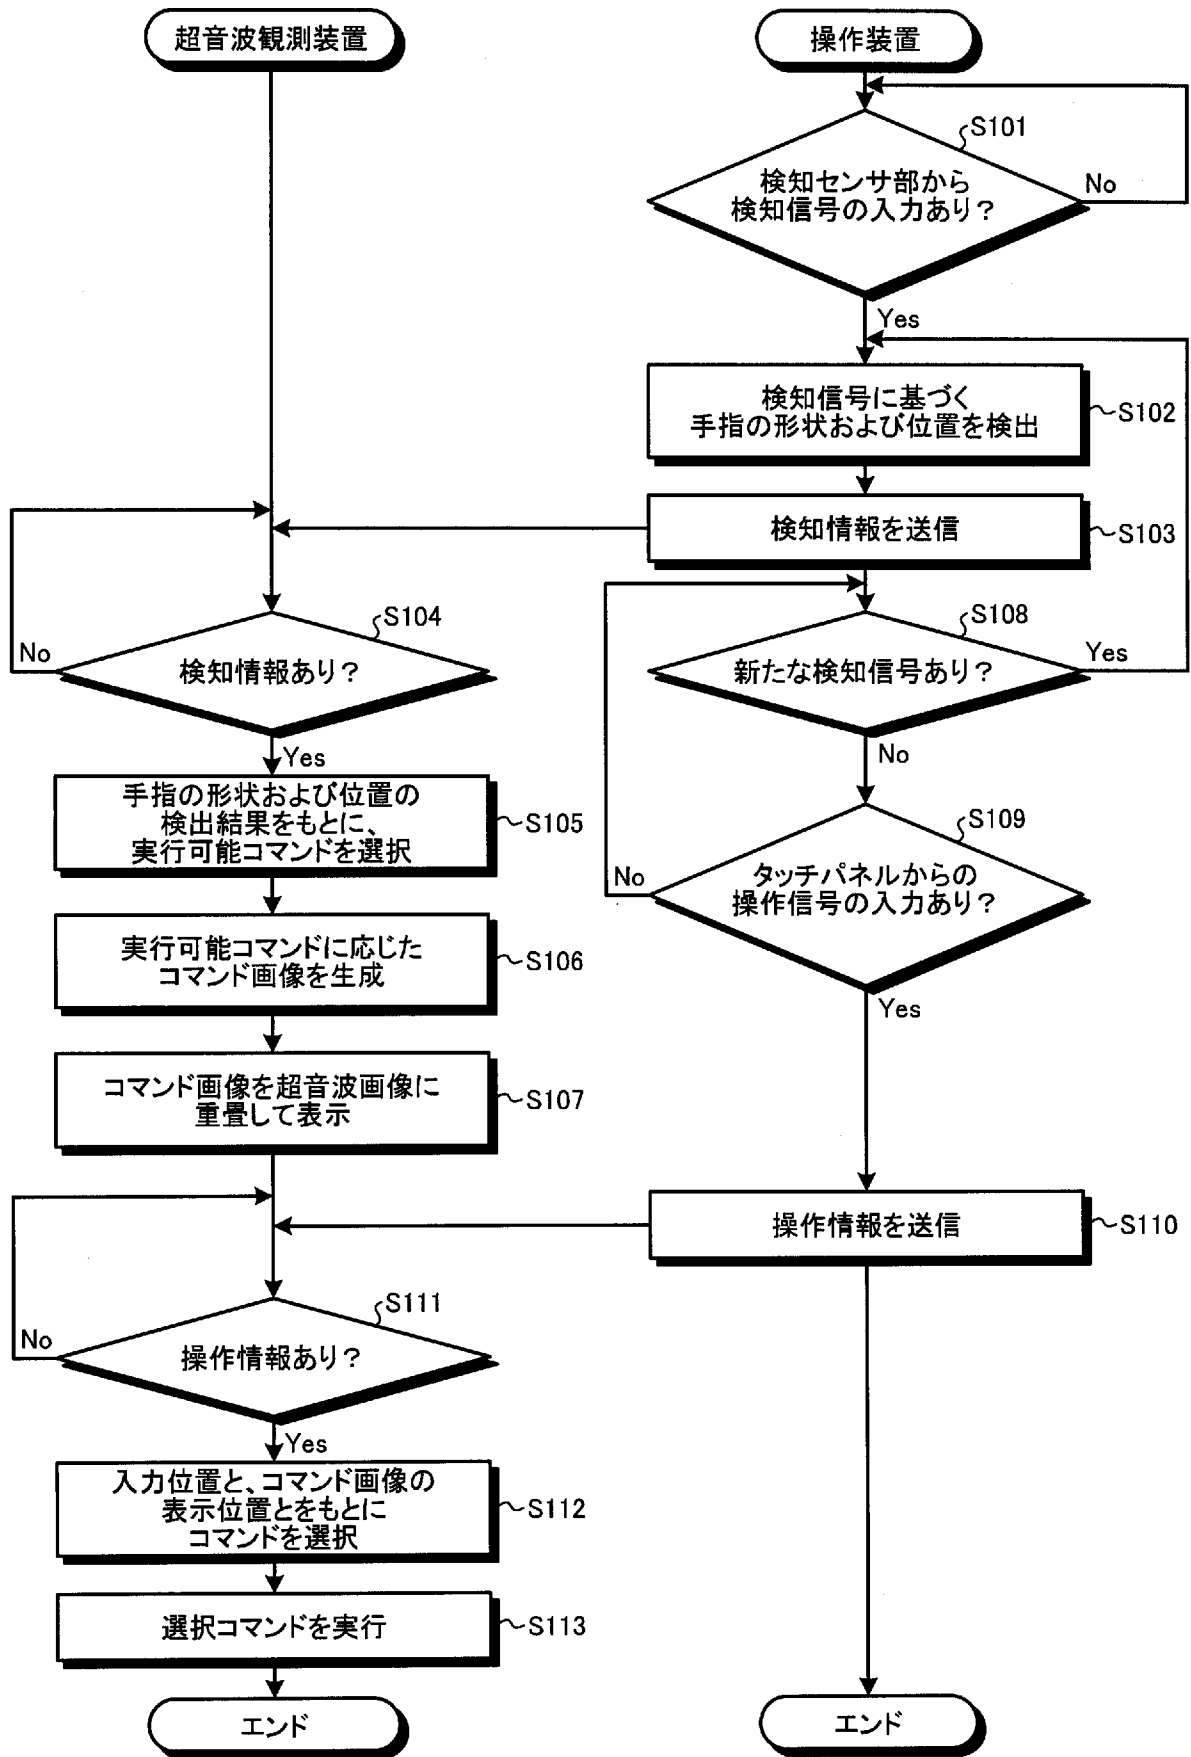 超音波観測装置
操作装置
S101
検知センサ部から
検知信号の入力あり?
No
Yes
検知信号に基づく
手指の形状および位置を検出
S102
検知情報を送信
S103
S104
検知情報あり?
No
Yes
S108
新たな検知信号あり?
Yes
No
手指の形状および位置の
検出結果をもとに、
実行可能コマンドを選択
S105
S109
タッチパネルからの
操作信号の入力あり?
No
Yes
実行可能コマンドに応じた
コマンド画像を生成
S106
コマンド画像を超音波画像に
重畳して表示
S107
操作情報を送信
S110
S111
操作情報あり?
No
Yes
入力位置と、コマンド画像の
表示位置とをもとに
コマンドを選択
S112
選択コマンドを実行
S113
エンド
エンド